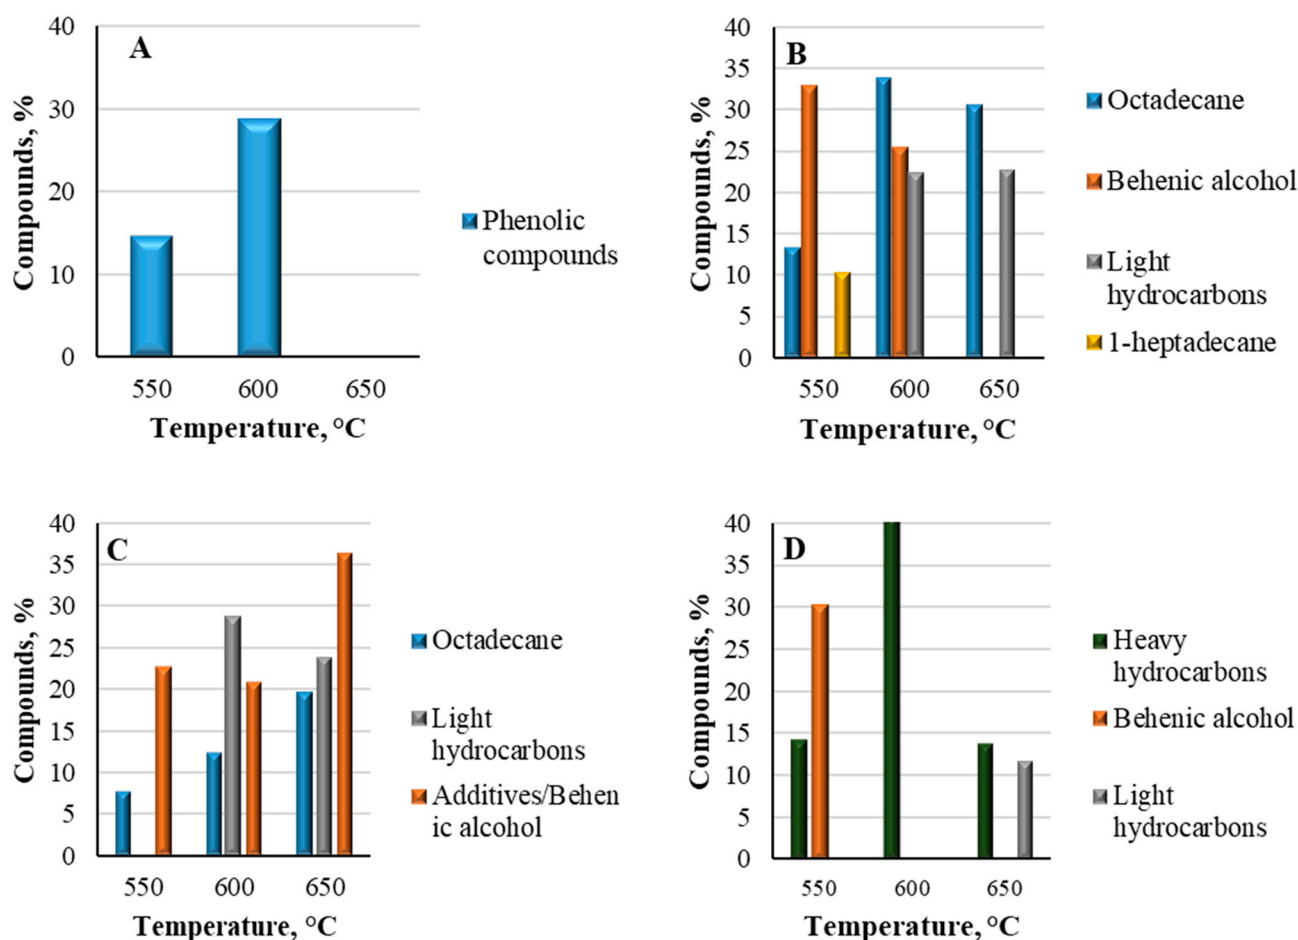 A
40
30
20
10
0
Compounds, %
550 600 650
Temperature, °C
Phenolic
compounds
B
40
35
30
25
20
15
10
5
0
Compounds, %
550 600 650
Temperature, °C
Octadecane
Behenic alcohol
Light
hydrocarbons
1-heptadecane
C
40
35
30
25
20
15
10
5
0
Compounds, %
550 600 650
Temperature, °C
Octadecane
Light
hydrocarbons
Additives/Behen
ic alcohol
D
40
35
30
25
20
15
10
5
0
Compounds, %
550 600 650
Temperature, °C
Heavy
hydrocarbons
Behenic alcohol
Light
hydrocarbons